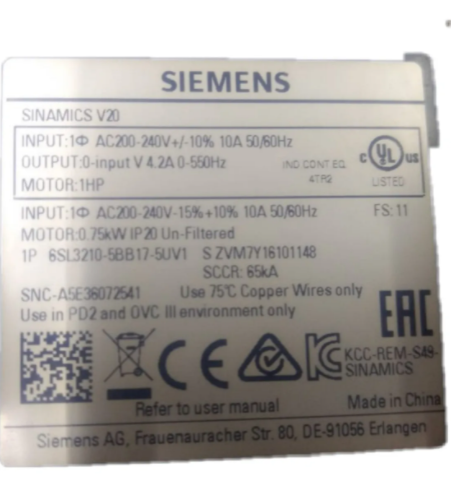 SIEMENS
SINAMICS V20
INPUT:1Φ AC200-240V+/-10% 10A 50/60Hz
OUTPUT:0-input V 4.2A 0-550Hz
IND.CONT.EQ.
MOTOR:1HP
c UL us
LISTED
INPUT:1Φ AC200-240V-15%+10% 10A 50/60Hz FS:11
MOTOR:0.75kW IP20 Un-Filtered
1P 6SL3210-5BB17-5UV1 S ZVM7Y16101148
SCCR: 65kA
SNC-A5E36072541 Use 75℃ Copper Wires only
Use in PD2 and OVC III environment only
EAC
CE
KCC-REM-S49-
SINAMICS
Refer to user manual Made in China
Siemens AG, Frauenauracher Str. 80, DE-91056 Erlangen